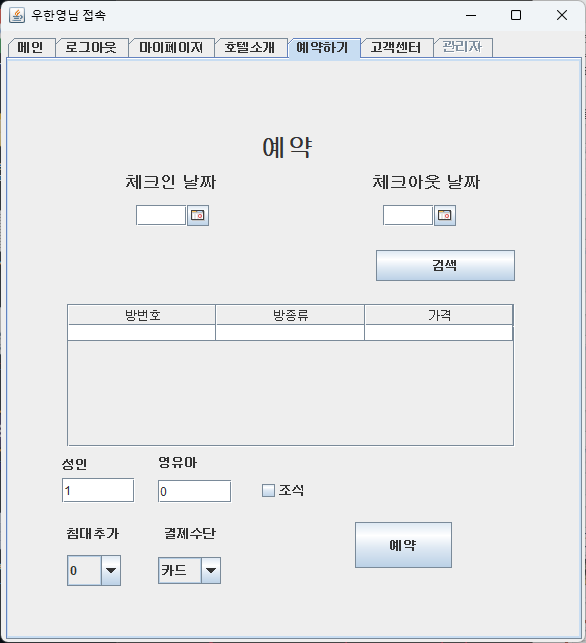 우한영님 접속
메인 로그아웃 마이페이지 호텔소개 예약하기 고객센터 관리자
예약
체크인 날짜 체크아웃 날짜
검색
방번호 방종류 가격
성인 영유아
1 0 조식
침대추가 결제수단
0 카드 예약